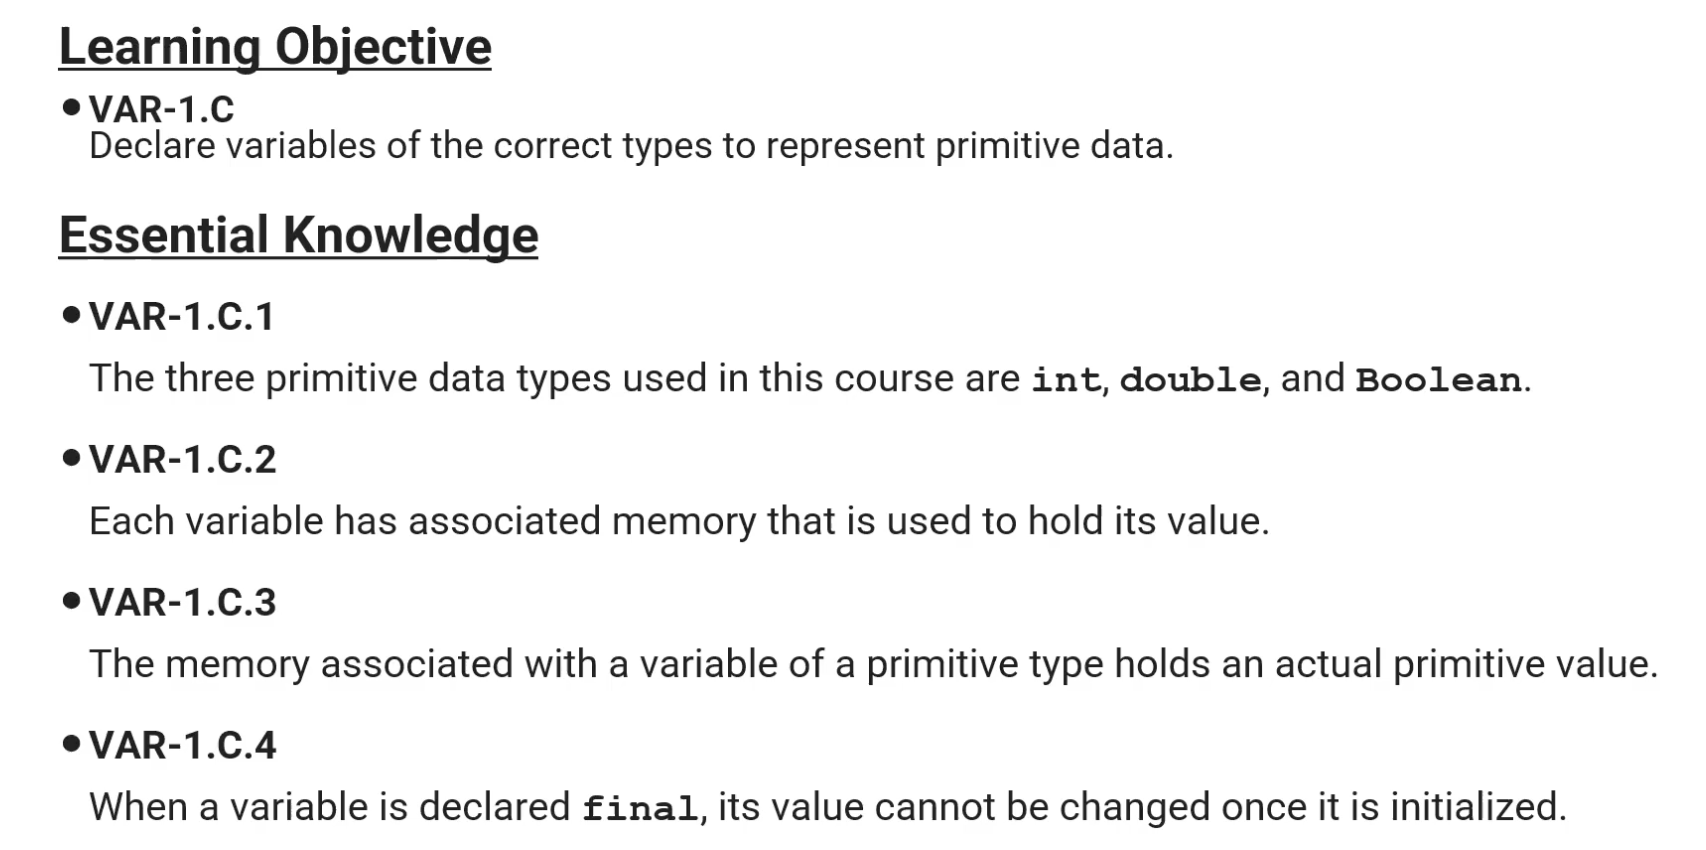 Learning Objective
• VAR-1.C
Declare variables of the correct types to represent primitive data.
Essential Knowledge
• VAR-1.C.1
The three primitive data types used in this course are int, double, and Boolean.
• VAR-1.C.2
Each variable has associated memory that is used to hold its value.
• VAR-1.C.3
The memory associated with a variable of a primitive type holds an actual primitive value.
• VAR-1.C.4
When a variable is declared final, its value cannot be changed once it is initialized.